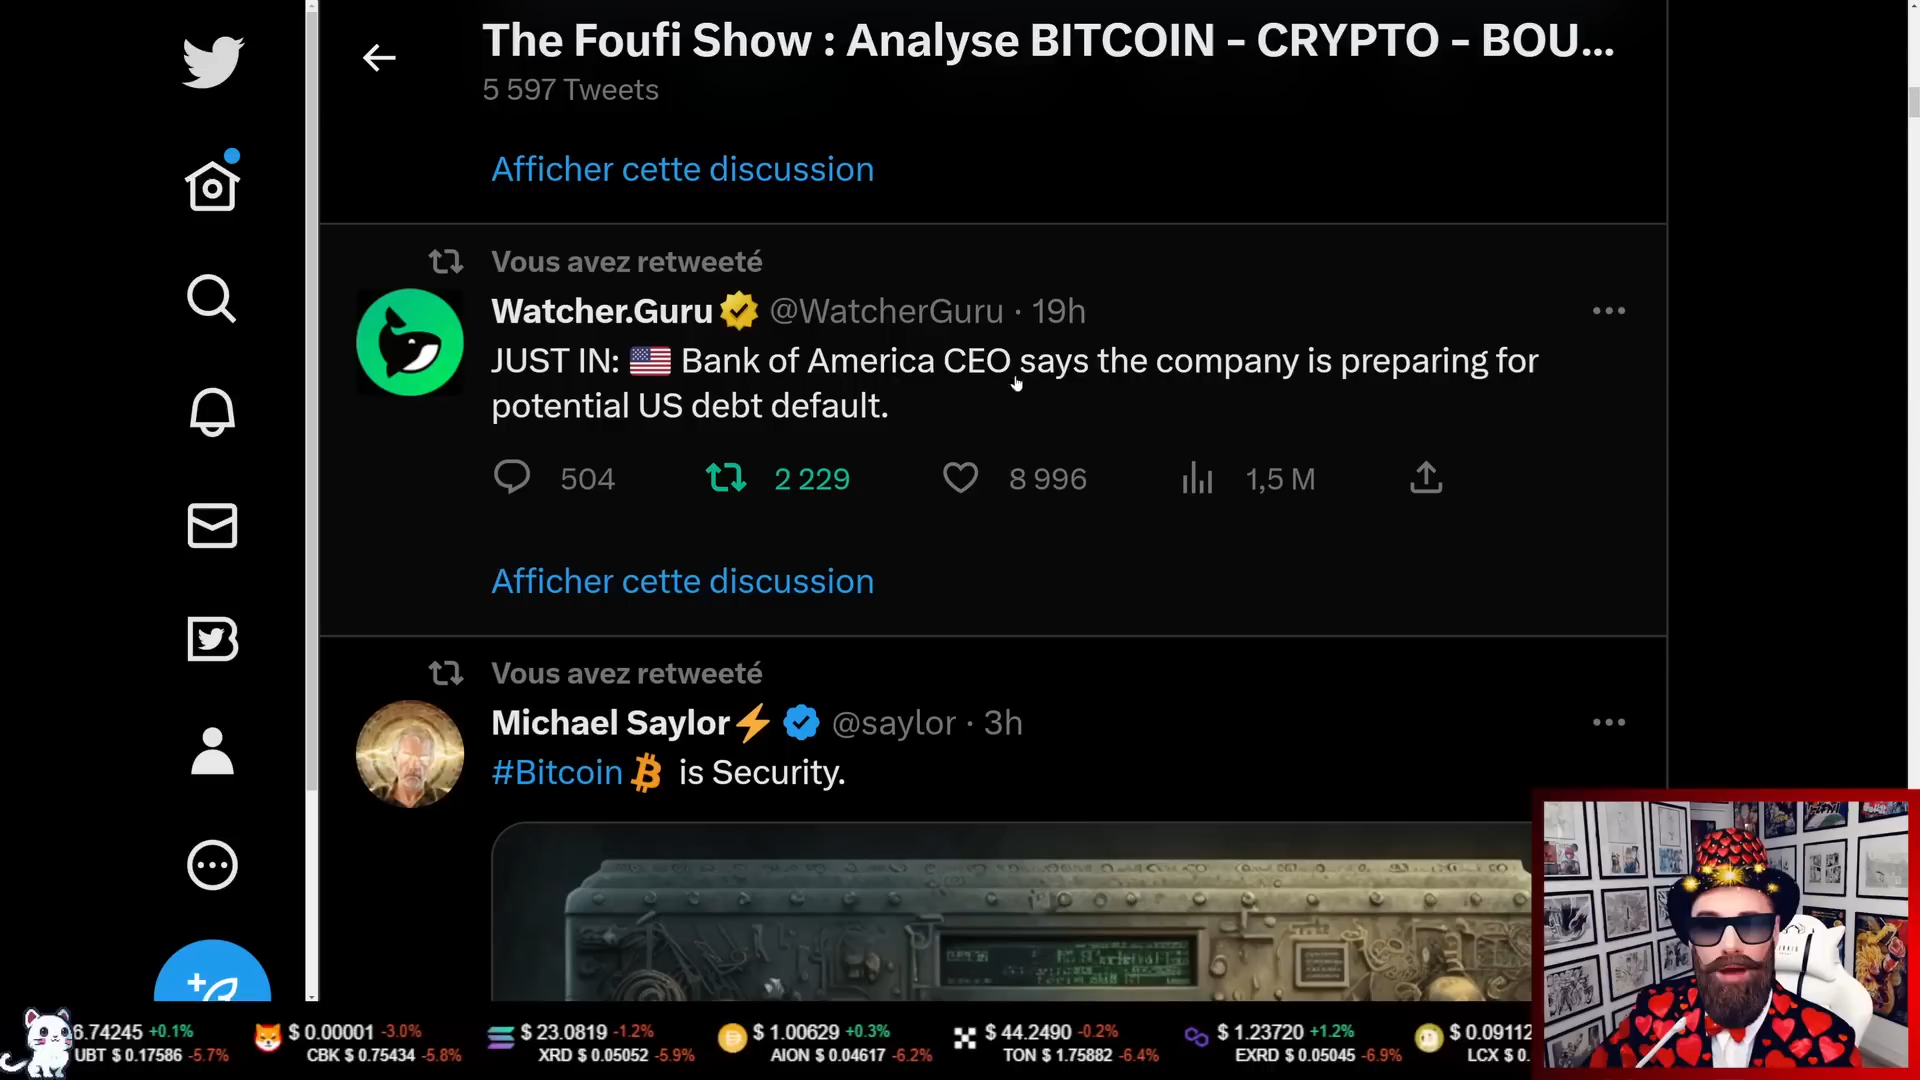 The Foufi Show : Analyse BITCOIN - CRYPTO - BOU...
5 597 Tweets
Afficher cette discussion
Vous avez retweeté
Watcher.Guru @WatcherGuru · 19h
JUST IN: 🇺🇸 Bank of America CEO says the company is preparing for
potential US debt default.
504 2 229 8 996 1,5 M
Afficher cette discussion
Vous avez retweeté
Michael Saylor⚡ @saylor · 3h
#Bitcoin is Security.
6.74245 +0.1% $ 0.00001 -3.0% $ 23.0819 -1.2% $ 1.00629 +0.3% $ 44.2490 -0.2% $ 1.23720 +1.2% $ 0.09112
UBT $ 0.17586 -5.7% CBK $ 0.75434 -5.8% XRD $ 0.05052 -5.9% AION $ 0.04617 -6.2% TON $ 1.75882 -6.4% EXRD $ 0.05045 -6.9% LCX $ 0.